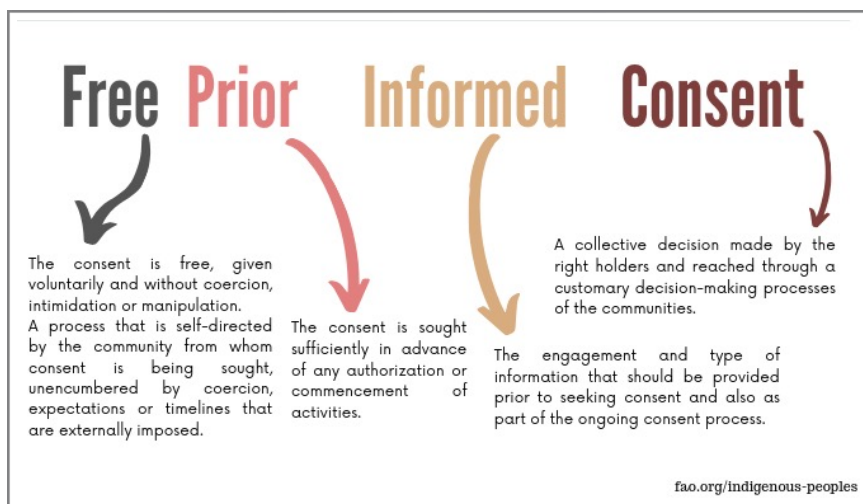 Free Prior Informed Consent
The consent is free, given
voluntarily and without coercion,
intimidation or manipulation.
A process that is self-directed
by the community from whom
consent is being sought,
unencumbered by coercion,
expectations or timelines that
are externally imposed.
The consent is sought
sufficiently in advance
of any authorization or
commencement of
activities.
The engagement and type of
information that should be provided
prior to seeking consent and also as
part of the ongoing consent process.
A collective decision made by the
right holders and reached through a
customary decision-making processes
of the communities.
fao.org/indigenous-peoples